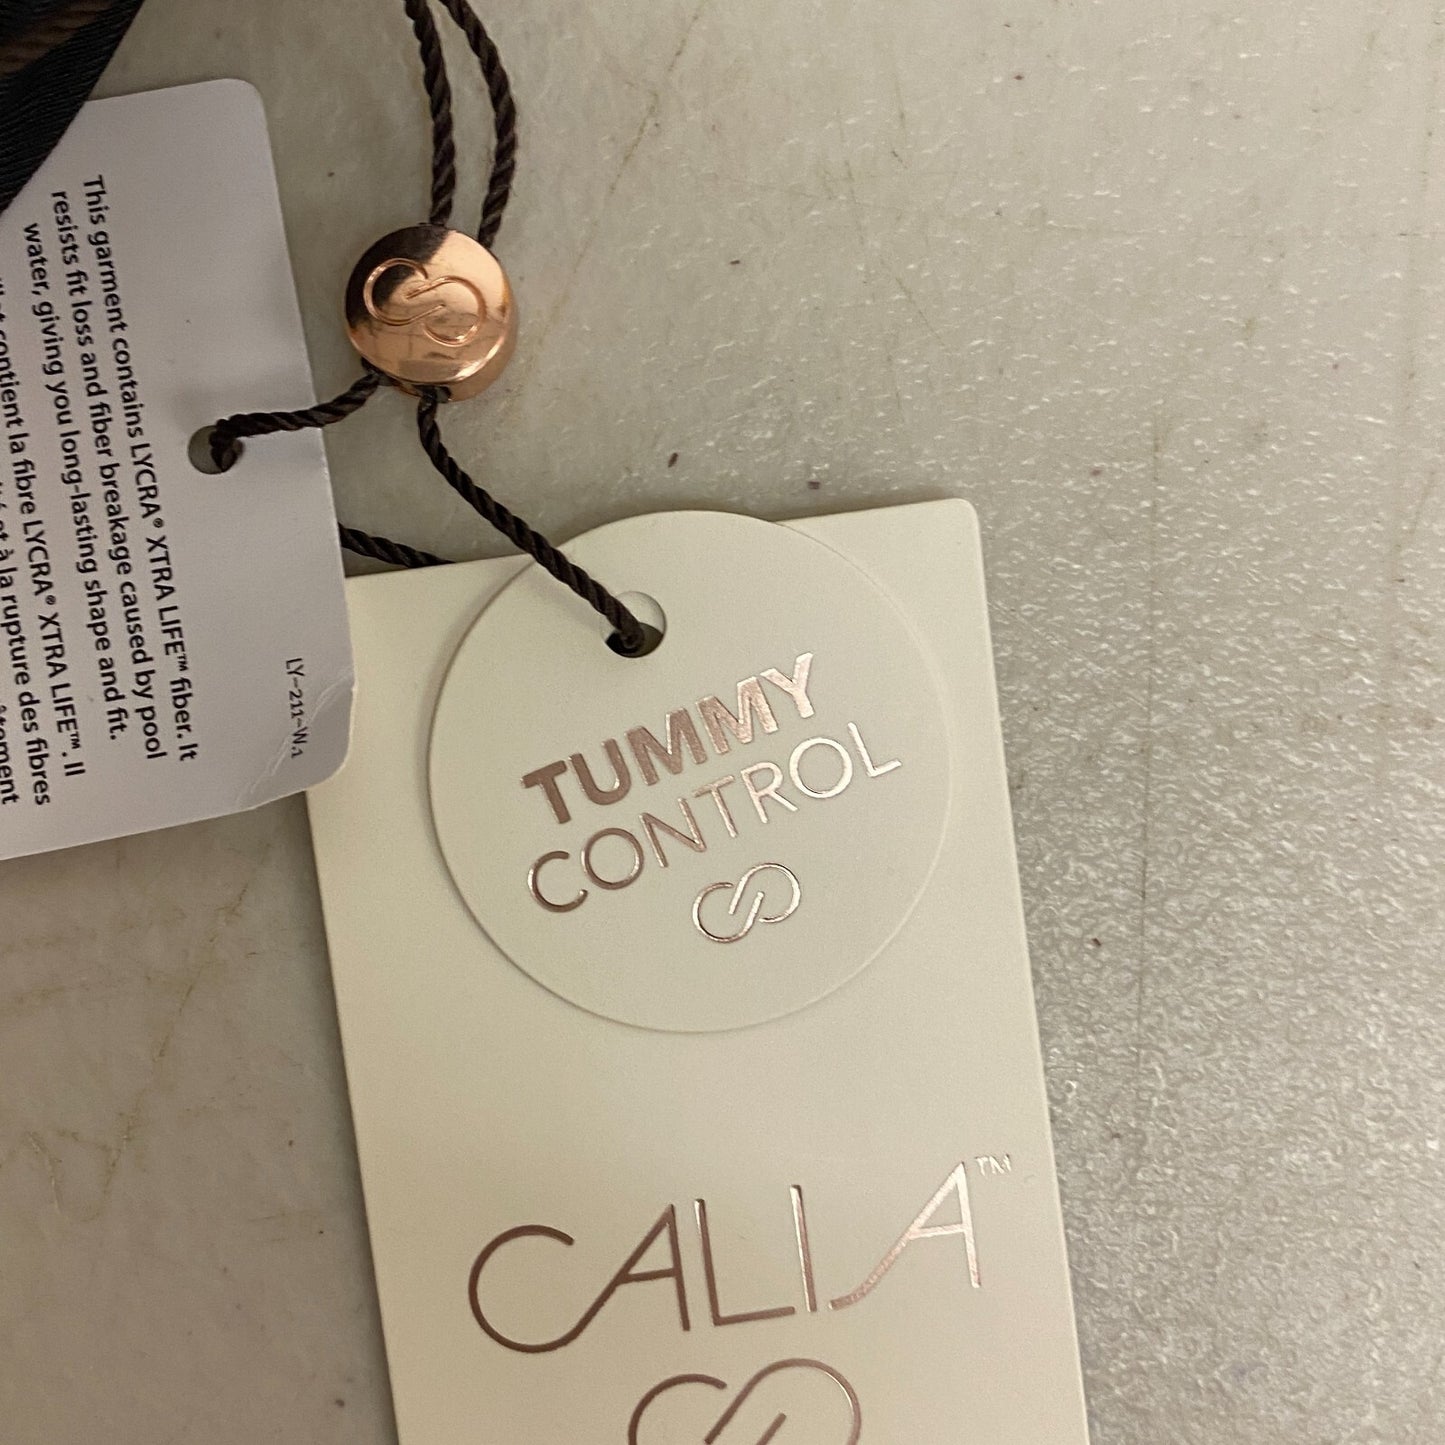 This garment contains LYCRA® XTRA LIFE™ fiber. It
resists fit loss and fiber breakage caused by pool
water, giving you long-lasting shape and fit.
contient la fibre LYCRA® XTRA LIFE™. Il
et à la rupture des fibres
LY-211-W.1
TUMMY
CONTROL
CALIA™